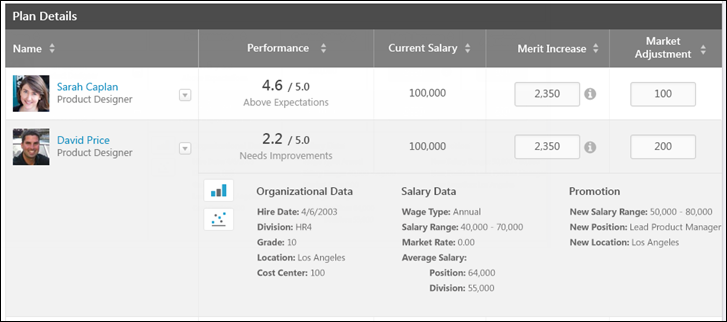 Plan Details
Name Performance Current Salary Merit Increase Market Adjustment
Sarah Caplan
Product Designer
4.6 / 5.0
Above Expectations
100,000
2,350
100
David Price
Product Designer
2.2 / 5.0
Needs Improvements
100,000
2,350
200
Organizational Data
Hire Date: 4/6/2003
Division: HR4
Grade: 10
Location: Los Angeles
Cost Center: 100
Salary Data
Wage Type: Annual
Salary Range: 40,000 - 70,000
Market Rate: 0.00
Average Salary:
Position: 64,000
Division: 55,000
Promotion
New Salary Range: 50,000 - 80,000
New Position: Lead Product Manager
New Location: Los Angeles